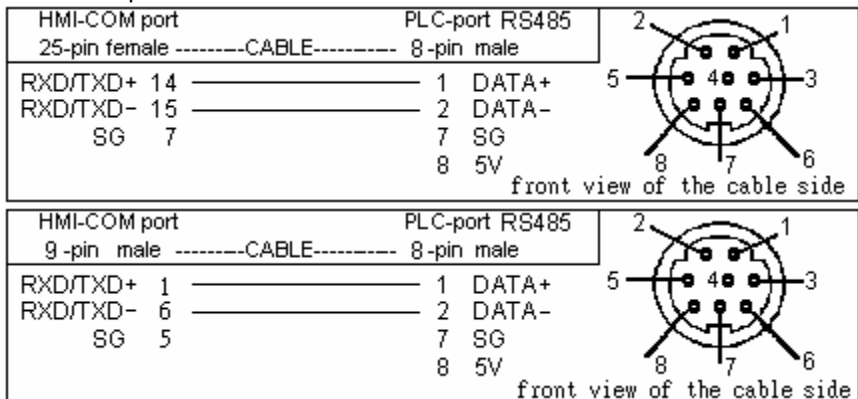 HMI-COM port PLC-port RS485
25-pin female ---------CABLE----------- 8-pin male
RXD/TXD+ 14 1 DATA+
RXD/TXD- 15 2 DATA-
SG 7 7 SG
8 5V
2 1
5 4 3
8 7 6
front view of the cable side
HMI-COM port PLC-port RS485
9-pin male ---------CABLE----------- 8-pin male
RXD/TXD+ 1 1 DATA+
RXD/TXD- 6 2 DATA-
SG 5 7 SG
8 5V
2 1
5 4 3
8 7 6
front view of the cable side